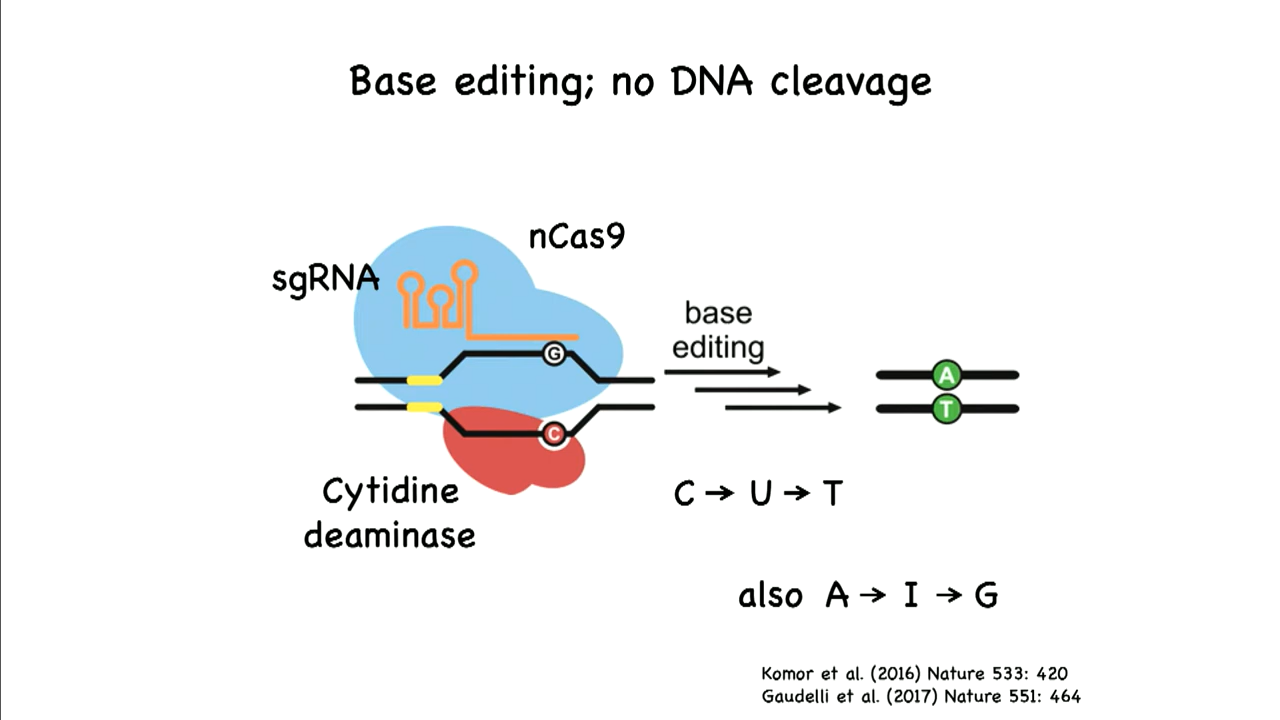 Base editing; no DNA cleavage
nCas9
sgRNA
base
editing
G
A
T
C
Cytidine
deaminase
C → U → T
also A → I → G
Komor et al. (2016) Nature 533: 420
Gaudelli et al. (2017) Nature 551: 464